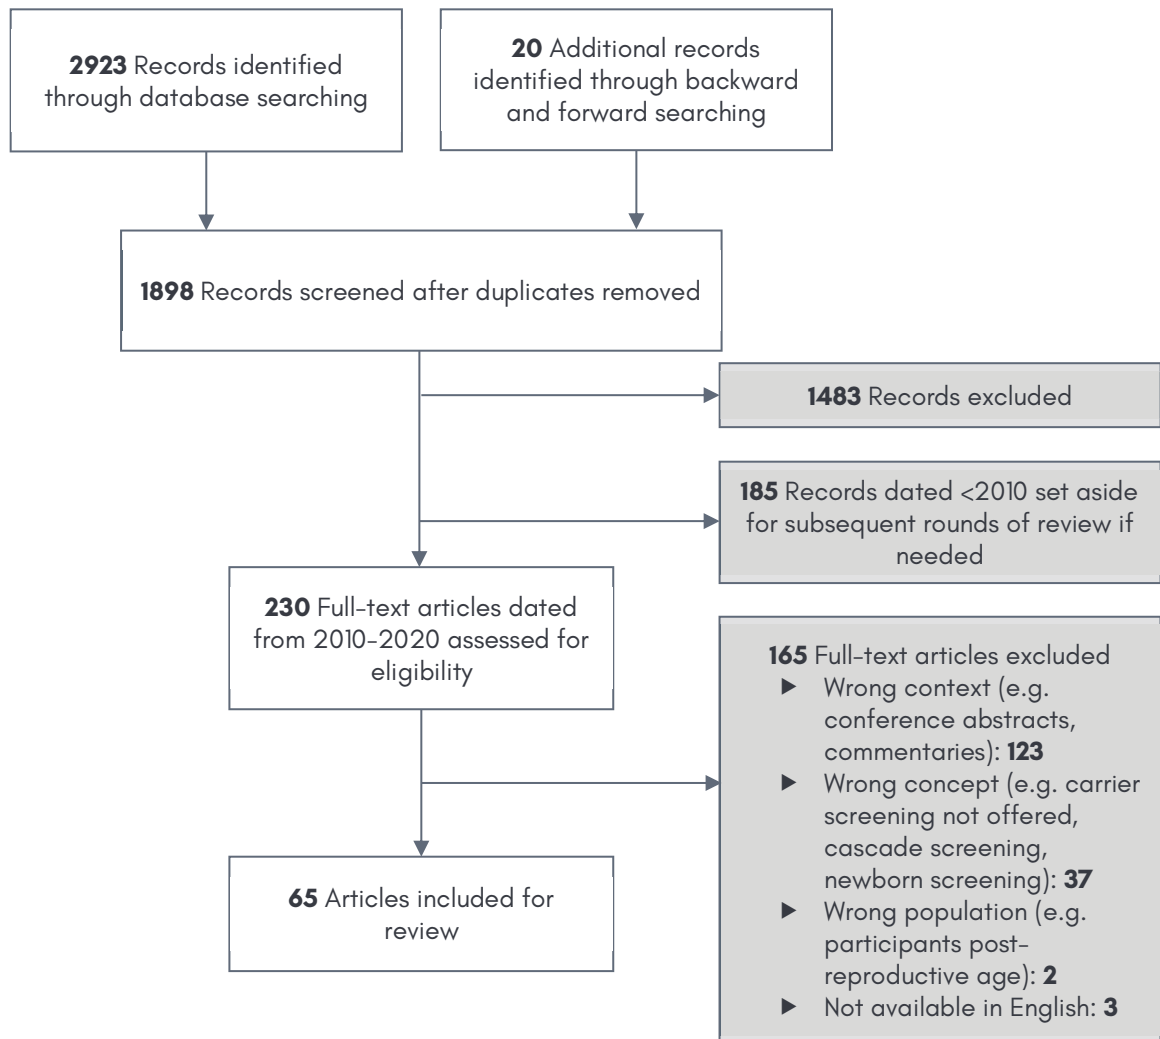 2923 Records identified
through database searching
20 Additional records
identified through backward
and forward searching
1898 Records screened after duplicates removed
1483 Records excluded
185 Records dated <2010 set aside
for subsequent rounds of review if
needed
230 Full-text articles dated
from 2010-2020 assessed for
eligibility
165 Full-text articles excluded
Wrong context (e.g.
conference abstracts,
commentaries): 123
Wrong concept (e.g. carrier
screening not offered,
cascade screening,
newborn screening): 37
Wrong population (e.g.
participants post-
reproductive age): 2
Not available in English: 3
65 Articles included for
review